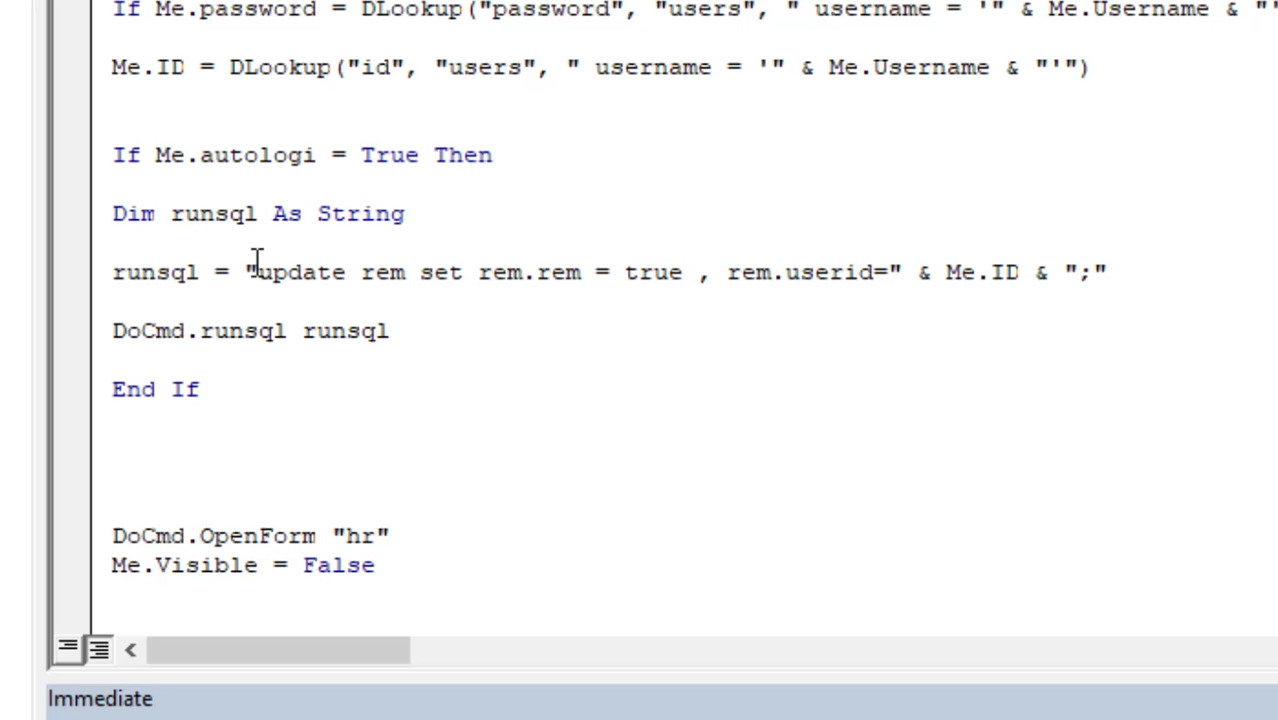 If Me.password = DLookup("password", "users", " username = '" & Me.Username & "'
Me.ID = DLookup("id", "users", " username = '" & Me.Username & "'")
If Me.autologi = True Then
Dim runsql As String
runsql = "update rem set rem.rem = true , rem.userid=" & Me.ID & ";"
DoCmd.runsql runsql
End If
DoCmd.OpenForm "hr"
Me.Visible = False
Immediate